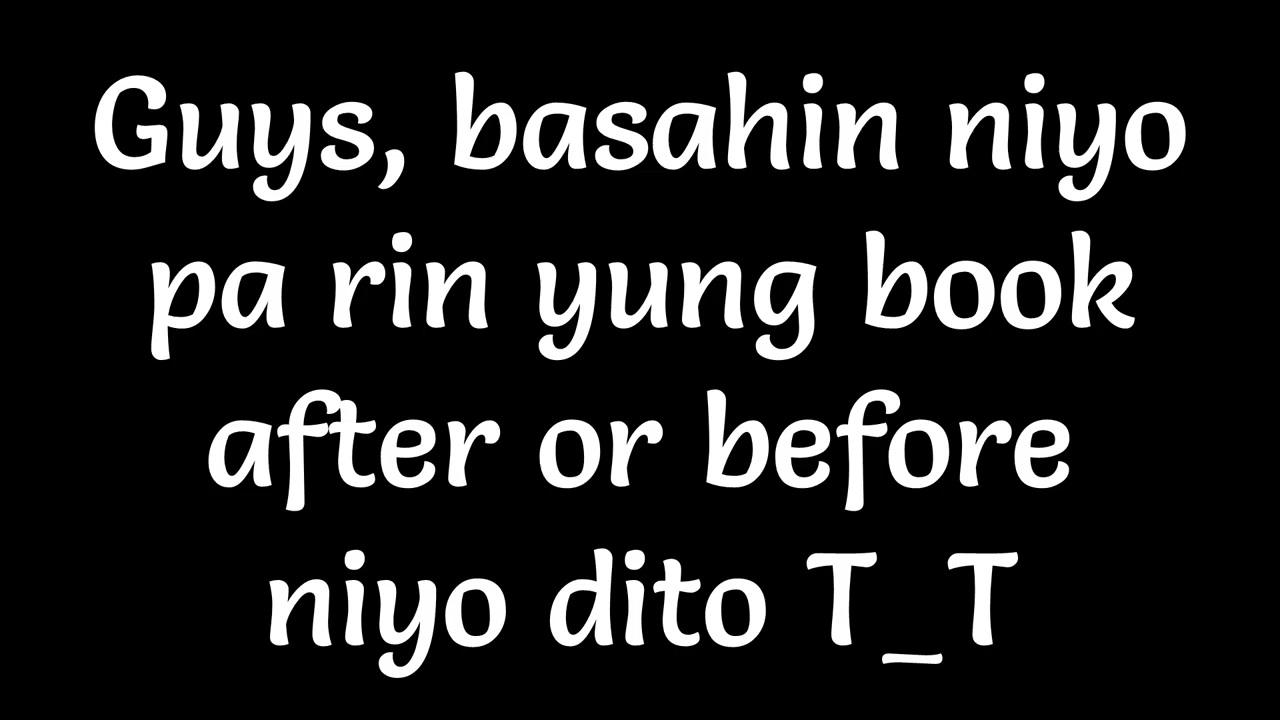 Guys, basahin niyo
pa rin yung book
after or before
niyo dito T_T